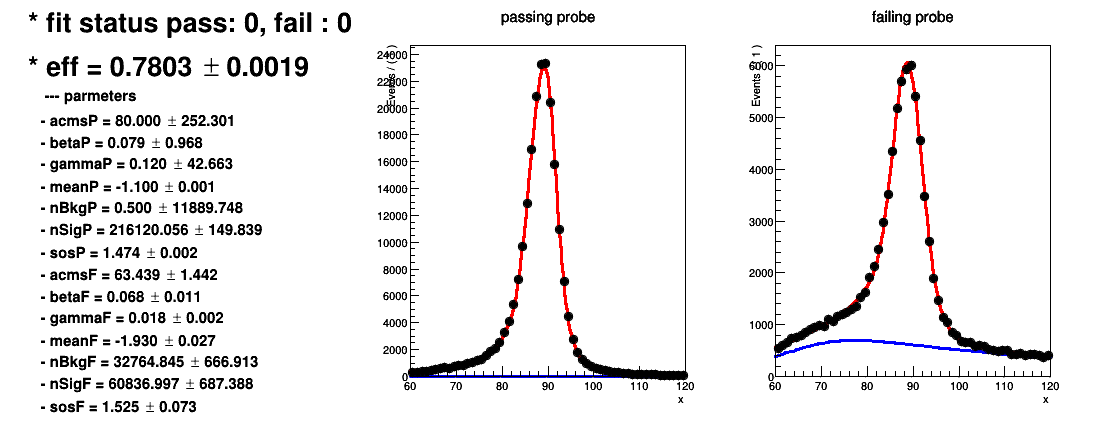 * fit status pass: 0, fail : 0
* eff = 0.7803 ± 0.0019
--- parmeters
- acmsP = 80.000 ± 252.301
- betaP = 0.079 ± 0.968
- gammaP = 0.120 ± 42.663
- meanP = -1.100 ± 0.001
- nBkgP = 0.500 ± 11889.748
- nSigP = 216120.056 ± 149.839
- sosP = 1.474 ± 0.002
- acmsF = 63.439 ± 1.442
- betaF = 0.068 ± 0.011
- gammaF = 0.018 ± 0.002
- meanF = -1.930 ± 0.027
- nBkgF = 32764.845 ± 666.913
- nSigF = 60836.997 ± 687.388
- sosF = 1.525 ± 0.073
passing probe
Events / ( 1 )
24000
22000
20000
18000
16000
14000
12000
10000
8000
6000
4000
2000
0
60 70 80 90 100 110 120
x
failing probe
Events / ( 1 )
6000
5000
4000
3000
2000
1000
0
60 70 80 90 100 110 120
x